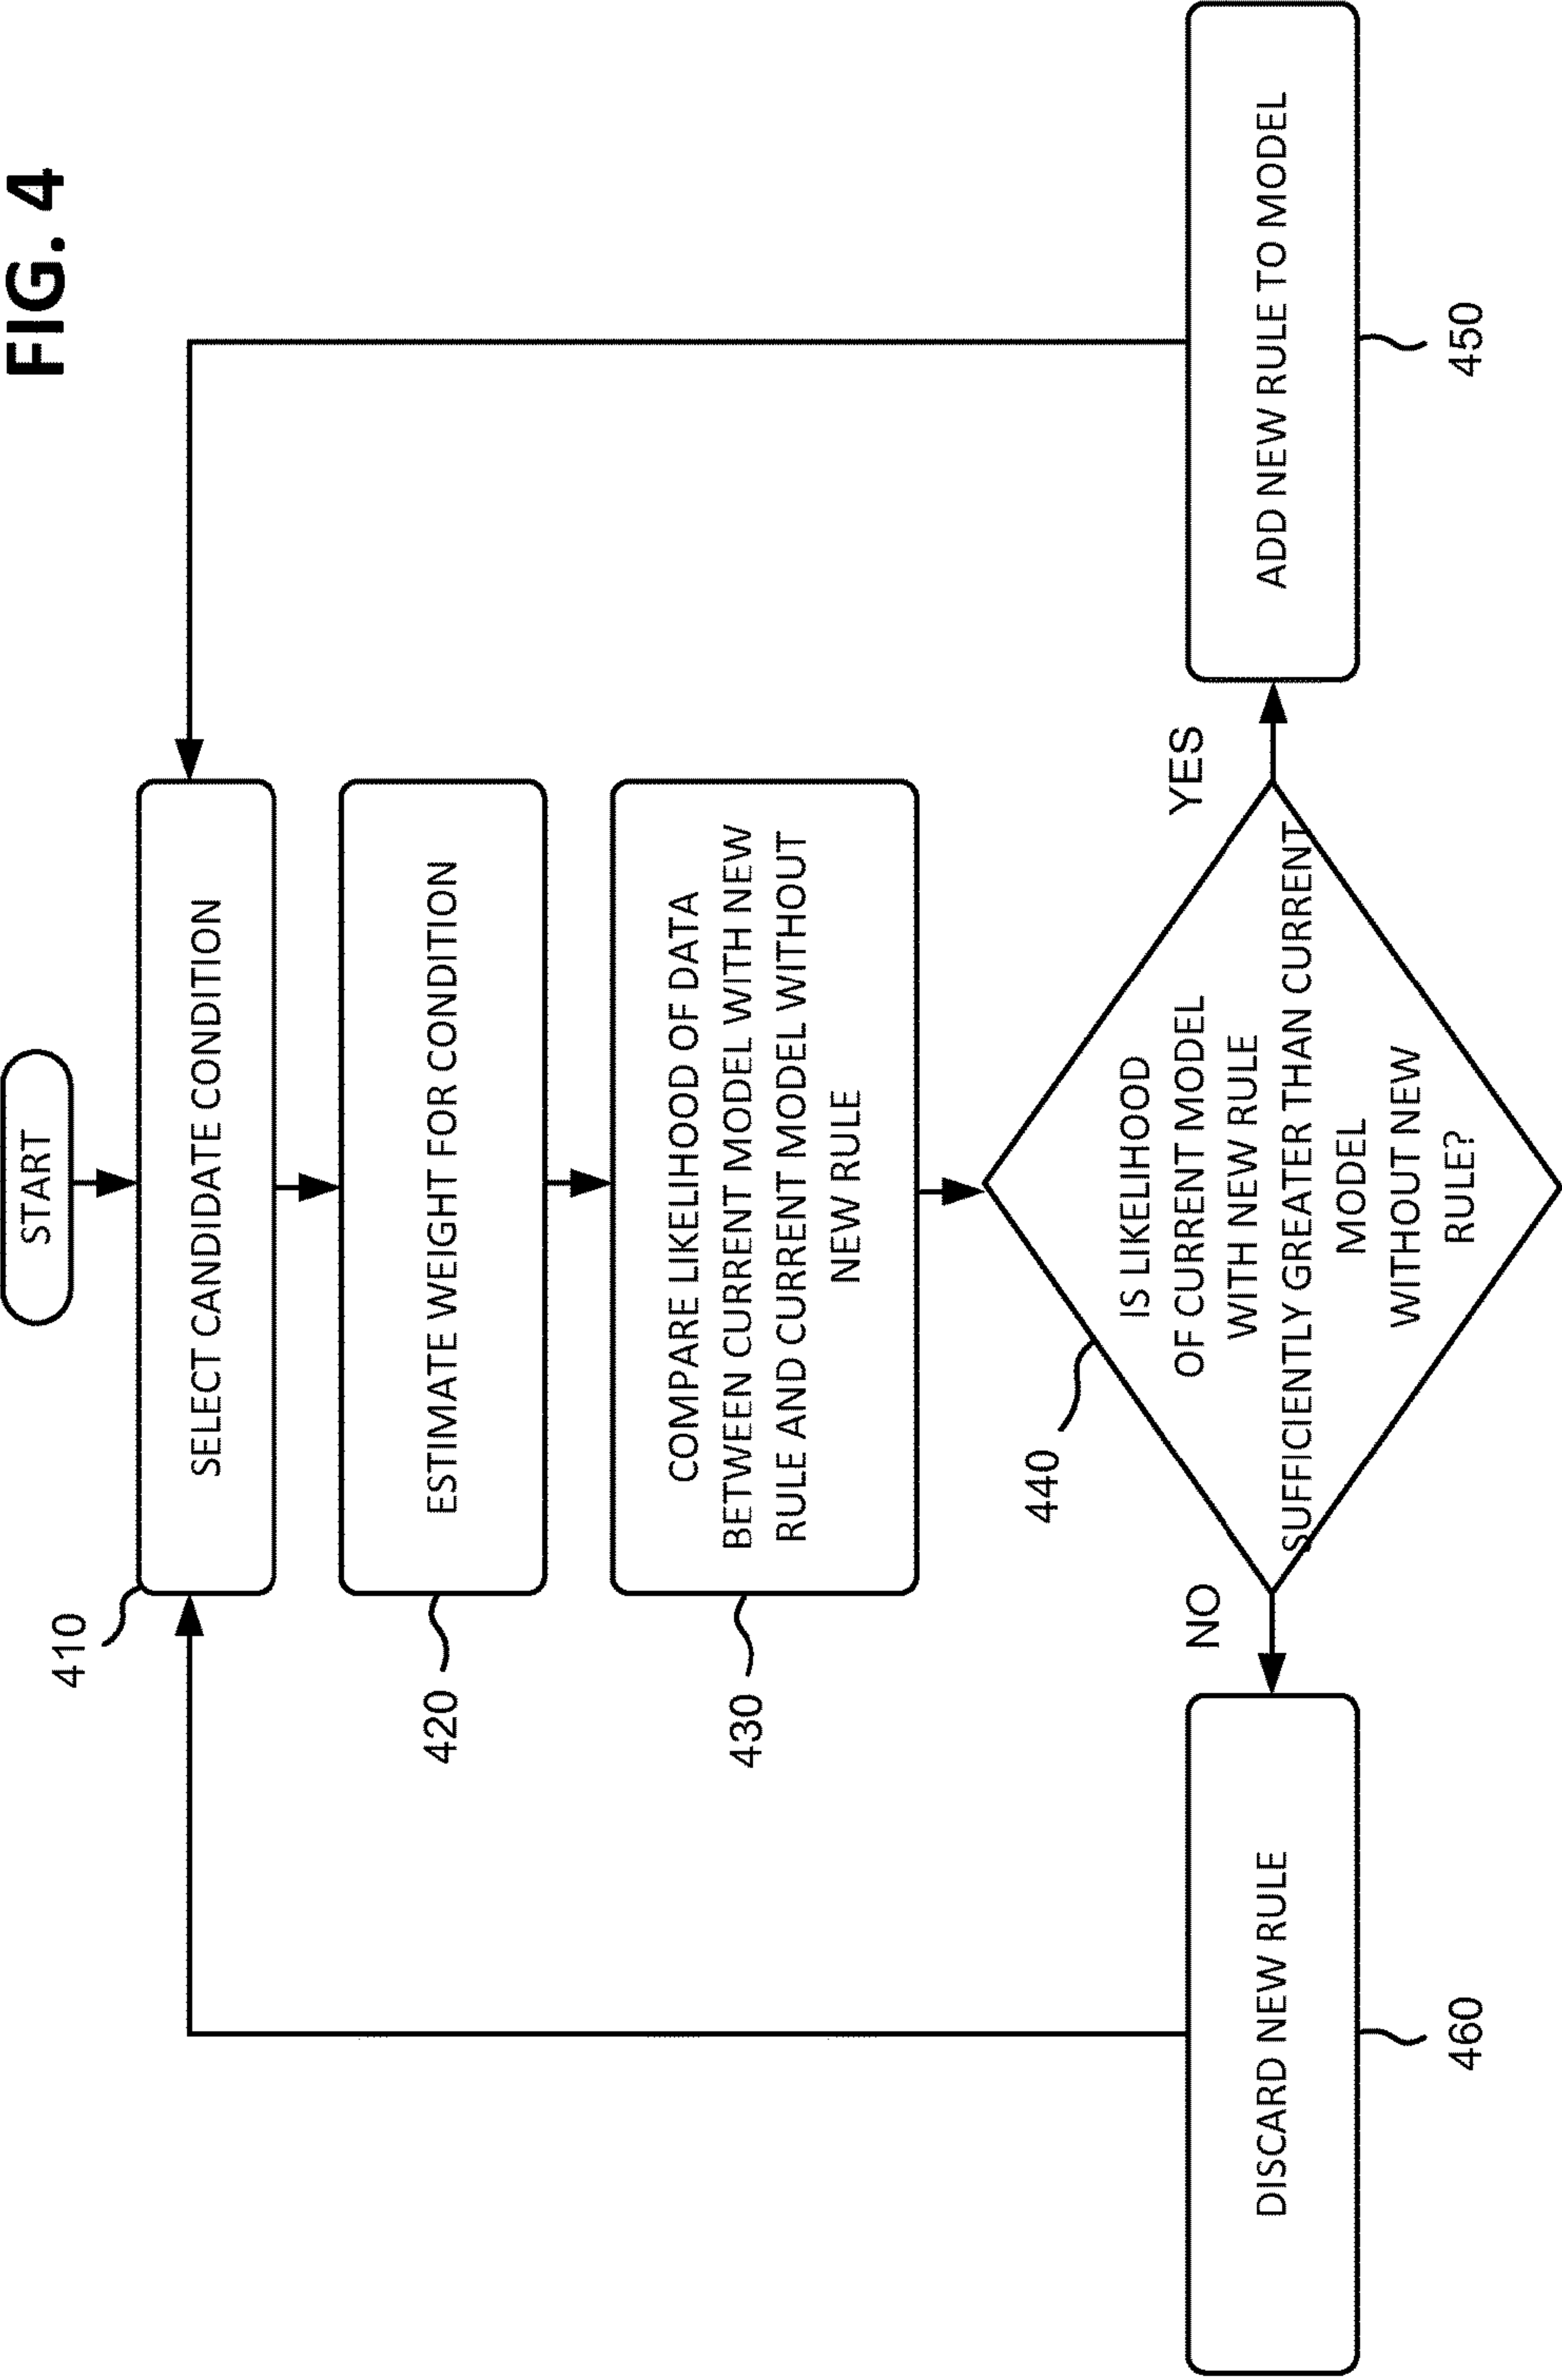 FIG. 4
START
410
SELECT CANDIDATE CONDITION
420
ESTIMATE WEIGHT FOR CONDITION
430
COMPARE LIKELIHOOD OF DATA
BETWEEN CURRENT MODEL WITH NEW
RULE AND CURRENT MODEL WITHOUT
NEW RULE
440
IS LIKELIHOOD
OF CURRENT MODEL
WITH NEW RULE
SUFFICIENTLY GREATER THAN CURRENT
MODEL
WITHOUT NEW
RULE?
NO
YES
DISCARD NEW RULE
460
ADD NEW RULE TO MODEL
450